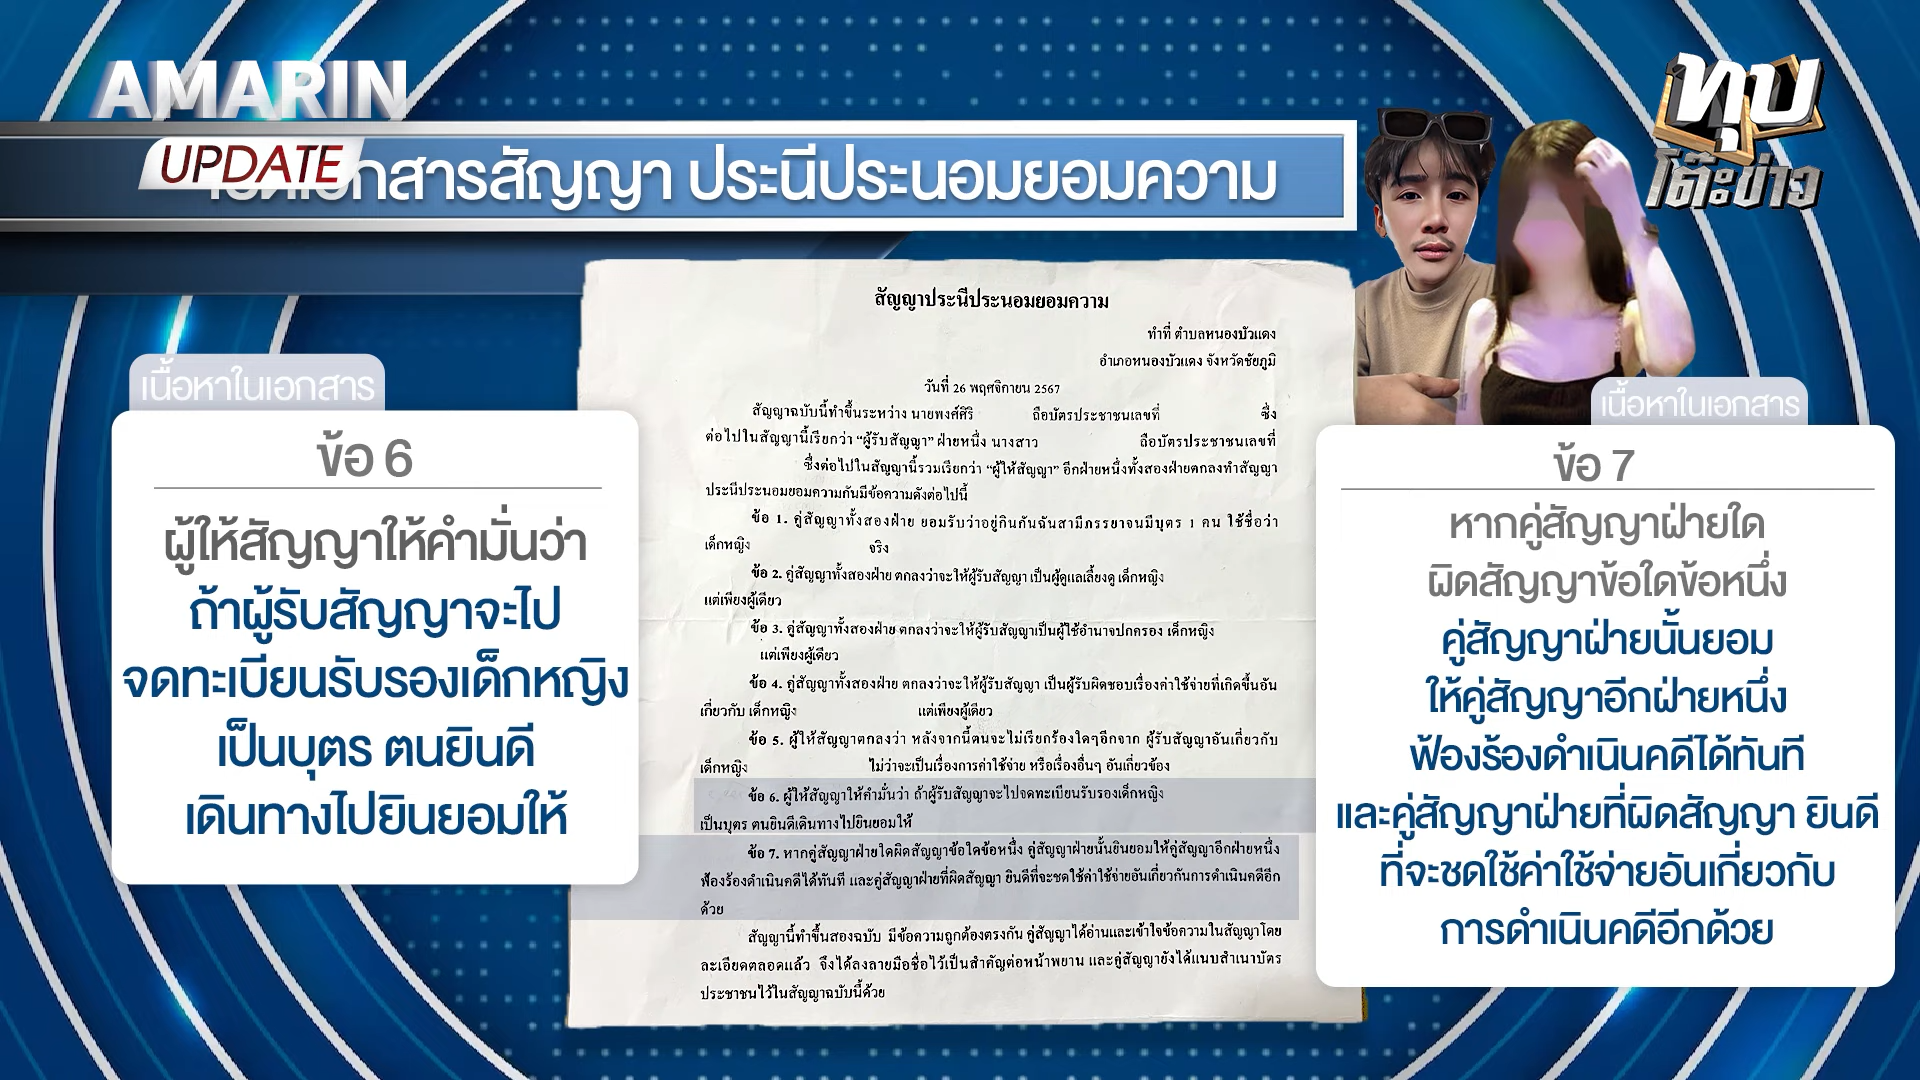 AMARIN
UPDATE
เอกสารสัญญา ประนีประนอมยอมความ
ทุบ
โต๊ะข่าว
สัญญาประนีประนอมยอมความ
ทำที่ ตำบลหนองบัวแดง
อำเภอหนองบัวแดง จังหวัดชัยภูมิ
วันที่ 26 พฤศจิกายน 2567
สัญญาฉบับนี้ทำขึ้นระหว่าง นายพงศ์ศิริ ถือบัตรประชาชนเลขที่ ซึ่ง
ต่อไปในสัญญานี้เรียกว่า “ผู้รับสัญญา” ฝ่ายหนึ่ง นางสาว ถือบัตรประชาชนเลขที่
ซึ่งต่อไปในสัญญานี้รวมเรียกว่า “ผู้ให้สัญญา” อีกฝ่ายหนึ่งทั้งสองฝ่ายตกลงทำสัญญา
ประนีประนอมยอมความกันมีข้อความดังต่อไปนี้
ข้อ 1. คู่สัญญาทั้งสองฝ่าย ยอมรับว่าอยู่กินกันฉันสามีภรรยาจนมีบุตร 1 คน ใช้ชื่อว่า
เด็กหญิง จริง
ข้อ 2. คู่สัญญาทั้งสองฝ่าย ตกลงว่าจะให้ผู้รับสัญญา เป็นผู้ดูแลเลี้ยงดู เด็กหญิง
แต่เพียงผู้เดียว
ข้อ 3. คู่สัญญาทั้งสองฝ่าย ตกลงว่าจะให้ผู้รับสัญญาเป็นผู้ใช้อำนาจปกครอง เด็กหญิง
แต่เพียงผู้เดียว
ข้อ 4. คู่สัญญาทั้งสองฝ่าย ตกลงว่าจะให้ผู้รับสัญญา เป็นผู้รับผิดชอบเรื่องค่าใช้จ่ายที่เกิดขึ้นอัน
เกี่ยวกับ เด็กหญิง แต่เพียงผู้เดียว
ข้อ 5. ผู้ให้สัญญาตกลงว่า หลังจากนี้ตนจะไม่เรียกร้องใดๆอีกจาก ผู้รับสัญญาอันเกี่ยวกับ
เด็กหญิง ไม่ว่าจะเป็นเรื่องการค่าใช้จ่าย หรือเรื่องอื่นๆ อันเกี่ยวข้อง
ข้อ 6. ผู้ให้สัญญาให้คำมั่นว่า ถ้าผู้รับสัญญาจะไปจดทะเบียนรับรองเด็กหญิง
เป็นบุตร ตนยินดีเดินทางไปยินยอมให้
ข้อ 7. หากคู่สัญญาฝ่ายใดผิดสัญญาข้อใดข้อหนึ่ง คู่สัญญาฝ่ายนั้นยินยอมให้คู่สัญญาอีกฝ่ายหนึ่ง
ฟ้องร้องดำเนินคดีได้ทันที และคู่สัญญาฝ่ายที่ผิดสัญญา ยินดีที่จะชดใช้ค่าใช้จ่ายอันเกี่ยวกันการดำเนินคดีอีก
ด้วย
สัญญานี้ทำขึ้นสองฉบับ มีข้อความถูกต้องตรงกัน คู่สัญญาได้อ่านและเข้าใจข้อความในสัญญาโดย
ละเอียดตลอดแล้ว จึงได้ลงลายมือชื่อไว้เป็นสำคัญต่อหน้าพยาน และคู่สัญญายังได้แนบสำเนาบัตร
ประชาชนไว้ในสัญญาฉบับนี้ด้วย
เนื้อหาในเอกสาร
ข้อ 6
ผู้ให้สัญญาให้คำมั่นว่า
ถ้าผู้รับสัญญาจะไป
จดทะเบียนรับรองเด็กหญิง
เป็นบุตร ตนยินดี
เดินทางไปยินยอมให้
เนื้อหาในเอกสาร
ข้อ 7
หากคู่สัญญาฝ่ายใด
ผิดสัญญาข้อใดข้อหนึ่ง
คู่สัญญาฝ่ายนั้นยอม
ให้คู่สัญญาอีกฝ่ายหนึ่ง
ฟ้องร้องดำเนินคดีได้ทันที
และคู่สัญญาฝ่ายที่ผิดสัญญา ยินดี
ที่จะชดใช้ค่าใช้จ่ายอันเกี่ยวกับ
การดำเนินคดีอีกด้วย